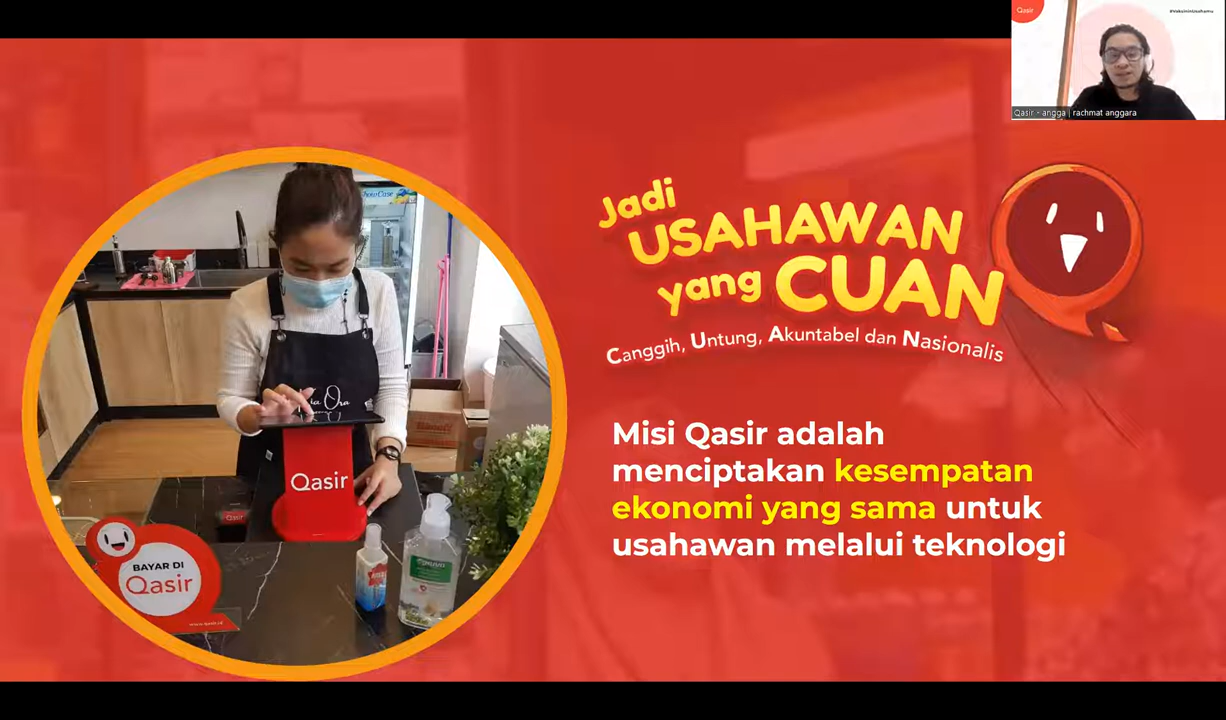 Qasir
#VaksininUsahamu
Qasir - angga | rachmat anggara
Jadi
USAHAWAN
yang CUAN
Canggih, Untung, Akuntabel dan Nasionalis
Misi Qasir adalah
menciptakan kesempatan
ekonomi yang sama untuk
usahawan melalui teknologi
Qasir
Qasir
BAYAR DI
Qasir
www.qasir.id